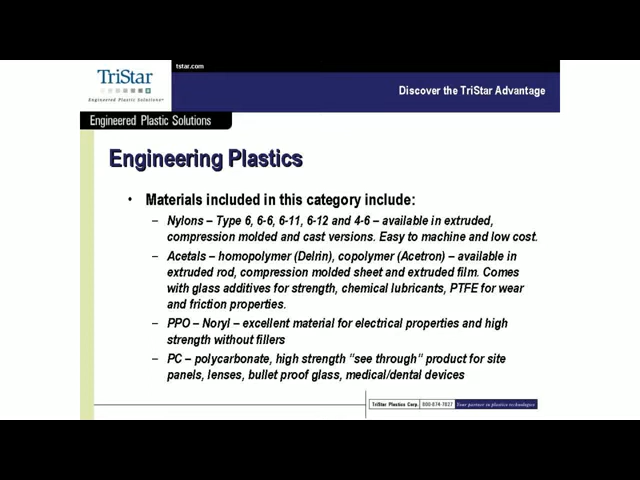 tstar.com
TriStar
Engineered Plastic Solutions
Discover the TriStar Advantage
Engineered Plastic Solutions
Engineering Plastics
• Materials included in this category include:
– Nylons – Type 6, 6-6, 6-11, 6-12 and 4-6 – available in extruded,
compression molded and cast versions. Easy to machine and low cost.
– Acetals – homopolymer (Delrin), copolymer (Acetron) – available in
extruded rod, compression molded sheet and extruded film. Comes
with glass additives for strength, chemical lubricants, PTFE for wear
and friction properties.
– PPO – Noryl – excellent material for electrical properties and high
strength without fillers
– PC – polycarbonate, high strength "see through" product for site
panels, lenses, bullet proof glass, medical/dental devices
TriStar Plastics Corp. 800-874-7827 Your partner in plastics technologies